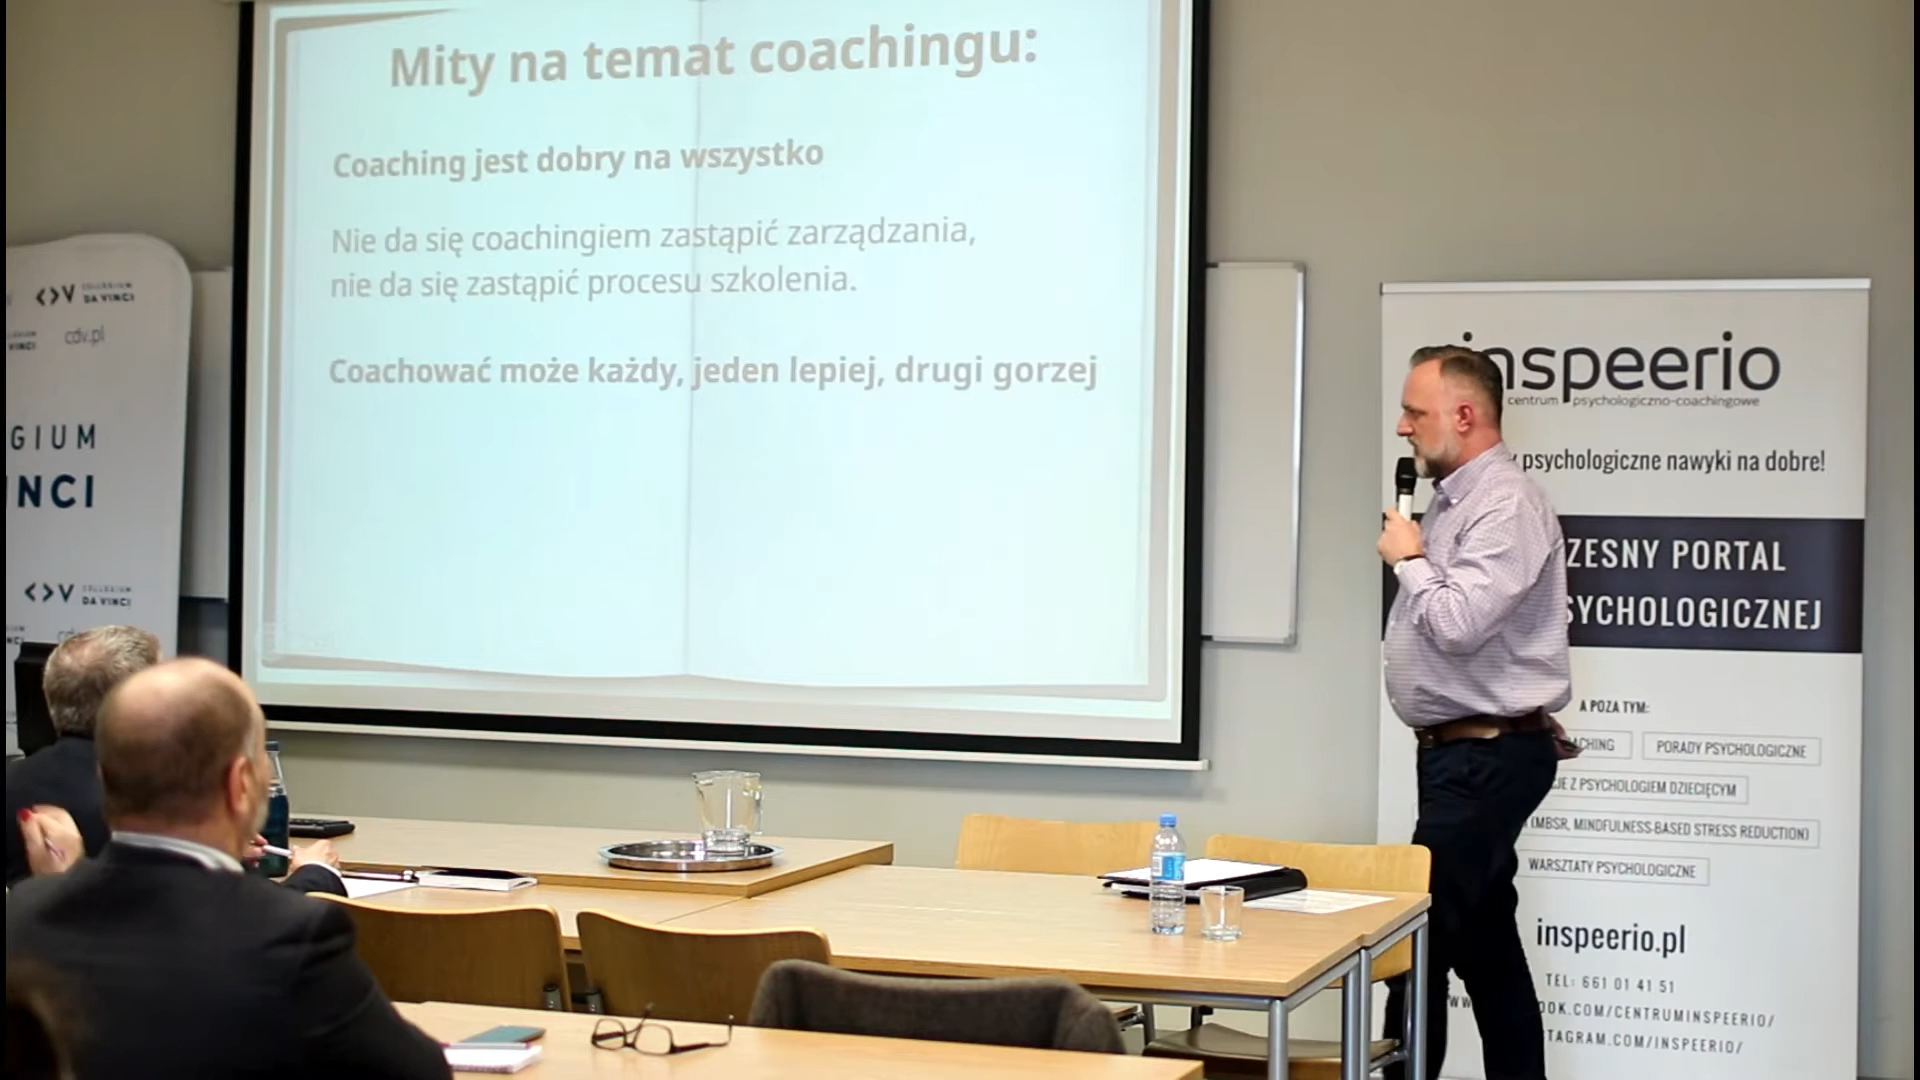 Mity na temat coachingu:
Coaching jest dobry na wszystko
Nie da się coachingiem zastąpić zarządzania,
nie da się zastąpić procesu szkolenia.
Coachować może każdy, jeden lepiej, drugi gorzej
COLLEGIUM
DA VINCI
cdv.pl
GIUM
INCI
COLLEGIUM
DA VINCI
inspeerio
centrum psychologiczno-coachingowe
psychologiczne nawyki na dobre!
ZESNY PORTAL
SYCHOLOGICZNEJ
A POZA TYM:
ACHING
PORADY PSYCHOLOGICZNE
JE Z PSYCHOLOGIEM DZIECIĘCYM
(MBSR, MINDFULNESS-BASED STRESS REDUCTION)
WARSZTATY PSYCHOLOGICZNE
inspeerio.pl
TEL: 661 01 41 51
OOK.COM/CENTRUMINSPEERIO/
TAGRAM.COM/INSPEERIO/